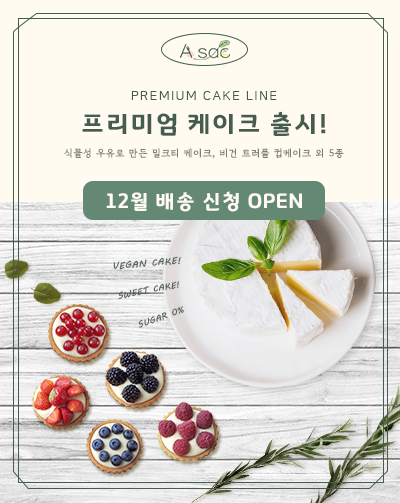 A_soc
PREMIUM CAKE LINE
프리미엄 케이크 출시!
식물성 우유로 만든 밀크티 케이크, 비건 트러플 컵케이크 외 5종
12월 배송 신청 OPEN
VEGAN CAKE!
SWEET CAKE!
SUGAR 0%